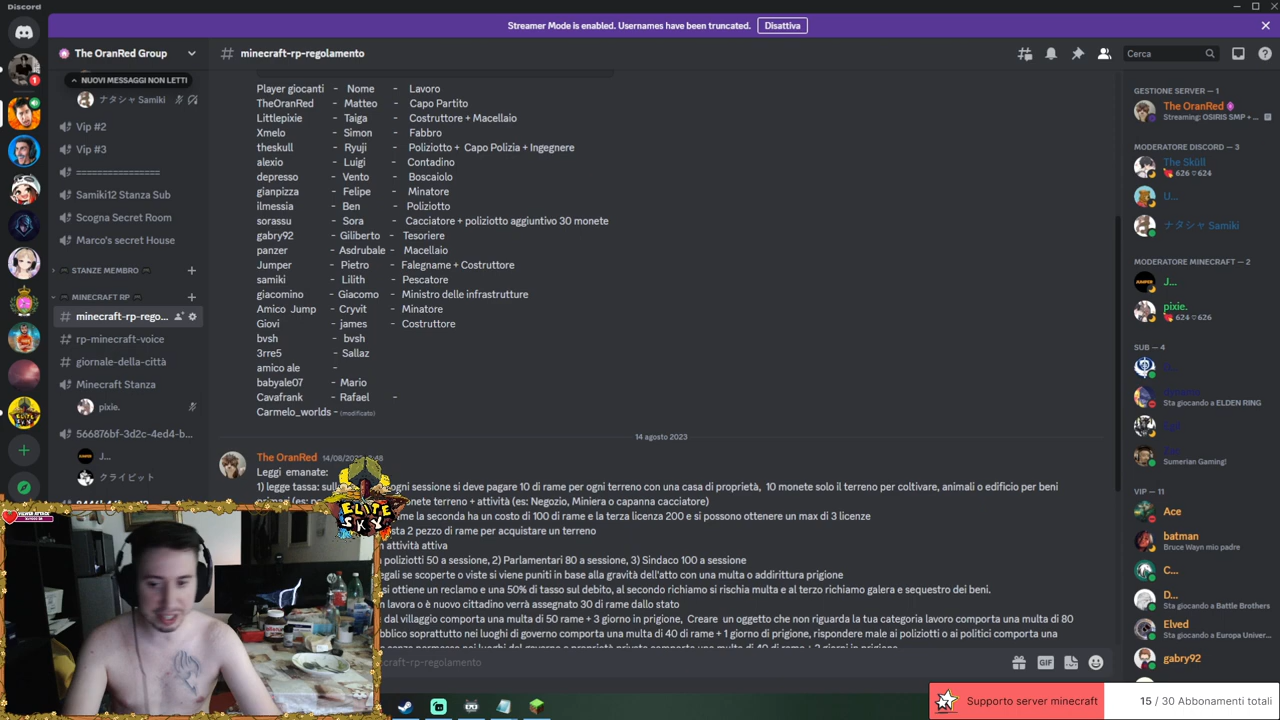 Discord
Streamer Mode is enabled. Usernames have been truncated. Disattiva
The OranRed Group
NUOVI MESSAGGI NON LETTI
ナタシャ Samiki
Vip #2
Vip #3
================
Samiki12 Stanza Sub
Scogna Secret Room
Marco's secret House
STANZE MEMBRO
MINECRAFT RP
minecraft-rp-rego...
rp-minecraft-voice
giornale-della-città
Minecraft Stanza
pixie.
566876bf-3d2c-4ed4-b...
J...
クライビット
minecraft-rp-regolamento
Cerca
Player giocanti - Nome - Lavoro
TheOranRed - Matteo - Capo Partito
Littlepixie - Taiga - Costruttore + Macellaio
Xmelo - Simon - Fabbro
theskull - Ryuji - Poliziotto + Capo Polizia + Ingegnere
alexio - Luigi - Contadino
depresso - Vento - Boscaiolo
gianpizza - Felipe - Minatore
ilmessia - Ben - Poliziotto
sorassu - Sora - Cacciatore + poliziotto aggiuntivo 30 monete
gabry92 - Giliberto - Tesoriere
panzer - Asdrubale - Macellaio
Jumper - Pietro - Falegname + Costruttore
samiki - Lilith - Pescatore
giacomino - Giacomo - Ministro delle infrastrutture
Amico Jump - Cryvit - Minatore
Giovi - james - Costruttore
bvsh - bvsh
3rre5 - Sallaz
amico ale -
babyale07 - Mario
Cavafrank - Rafael -
Carmelo_worlds - (modificato)
14 agosto 2023
The OranRed 14/08/
Leggi emanate:
1) legge tassa: ogni sessione si deve pagare 10 di rame per ogni terreno con una casa di proprietà, 10 monete solo il terreno per coltivare, animali o edificio per beni
monete terreno + attività (es: Negozio, Miniera o capanna cacciatore)
la seconda ha un costo di 100 di rame e la terza licenza 200 e si possono ottenere un max di 3 licenze
2 pezzo di rame per acquistare un terreno
attività attiva
poliziotti 50 a sessione, 2) Parlamentari 80 a sessione, 3) Sindaco 100 a sessione
se scoperte o viste si viene puniti in base alla gravità dell'atto con una multa o addirittura prigione
si ottiene un reclamo e una 50% di tasso sul debito, al secondo richiamo si rischia multa e al terzo richiamo galera e sequestro dei beni.
lavora o è nuovo cittadino verrà assegnato 30 di rame dallo stato
dal villaggio comporta una multa di 50 rame + 3 giorno in prigione, Creare un oggetto che non riguarda la tua categoria lavoro comporta una multa di 80
soprattutto nei luoghi di governo comporta una multa di 40 di rame + 1 giorno di prigione, rispondere male ai poliziotti o ai politici comporta una
craft-rp-regolamento
GIF
GESTIONE SERVER — 1
The OranRed
Streaming: OSIRIS SMP + ...
MODERATORE DISCORD — 3
The Skûll
626 624
U...
ナタシャ Samiki
MODERATORE MINECRAFT — 2
J...
pixie.
624 626
SUB — 4
Sta giocando a ELDEN RING
Sumerian Gaming!
VIP — 11
Ace
batman
Bruce Wayn mio padre
C...
D...
Sta giocando a Battle Brothers
Elved
Sta giocando a Europa Univer...
gabry92
ELITE
SKY
Supporto server minecraft
15 / 30 Abbonamenti totali